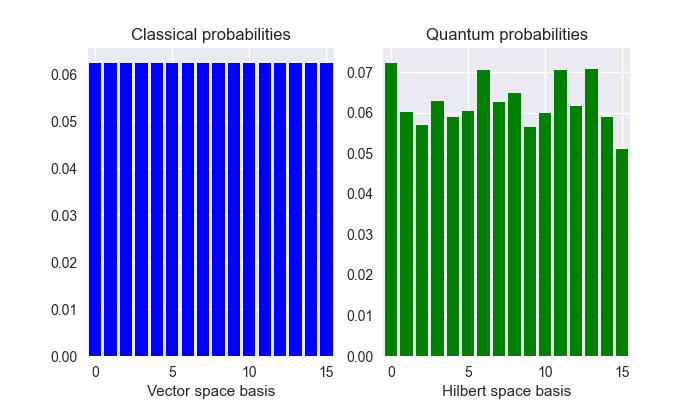 Classical probabilities
0.06
0.05
0.04
0.03
0.02
0.01
0.00
0 5 10 15
Vector space basis
Quantum probabilities
0.07
0.06
0.05
0.04
0.03
0.02
0.01
0.00
0 5 10 15
Hilbert space basis